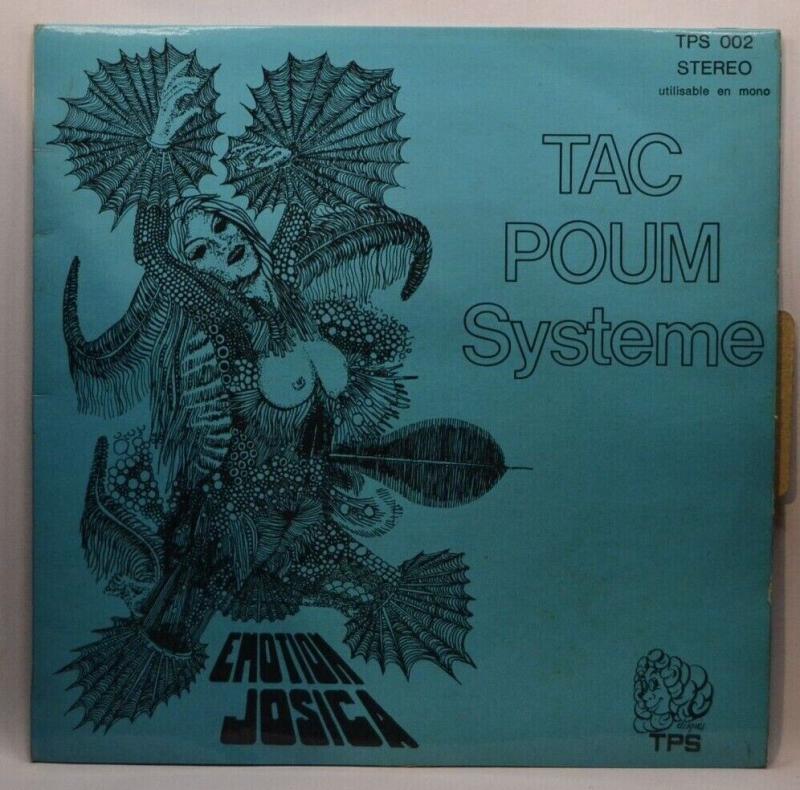 TPS 002
STEREO
utilisable en mono
TAC
POUM
Systeme
EMOTION
JOSICA
TPS